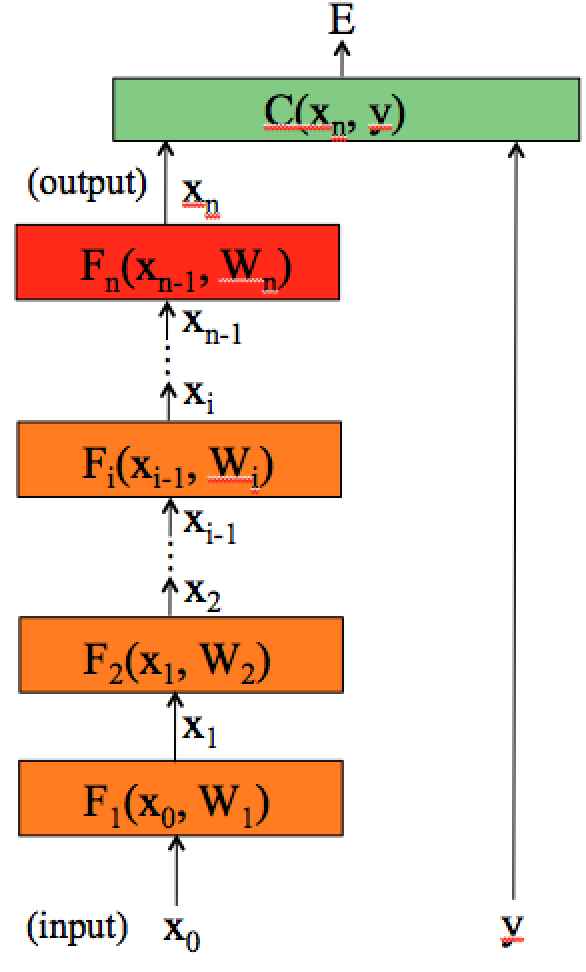 E
C(xₙ, y)
(output) xₙ
Fₙ(xₙ₋₁, Wₙ)
xₙ₋₁
xᵢ
Fᵢ(xᵢ₋₁, Wᵢ)
xᵢ₋₁
x₂
F₂(x₁, W₂)
x₁
F₁(x₀, W₁)
(input) x₀ y